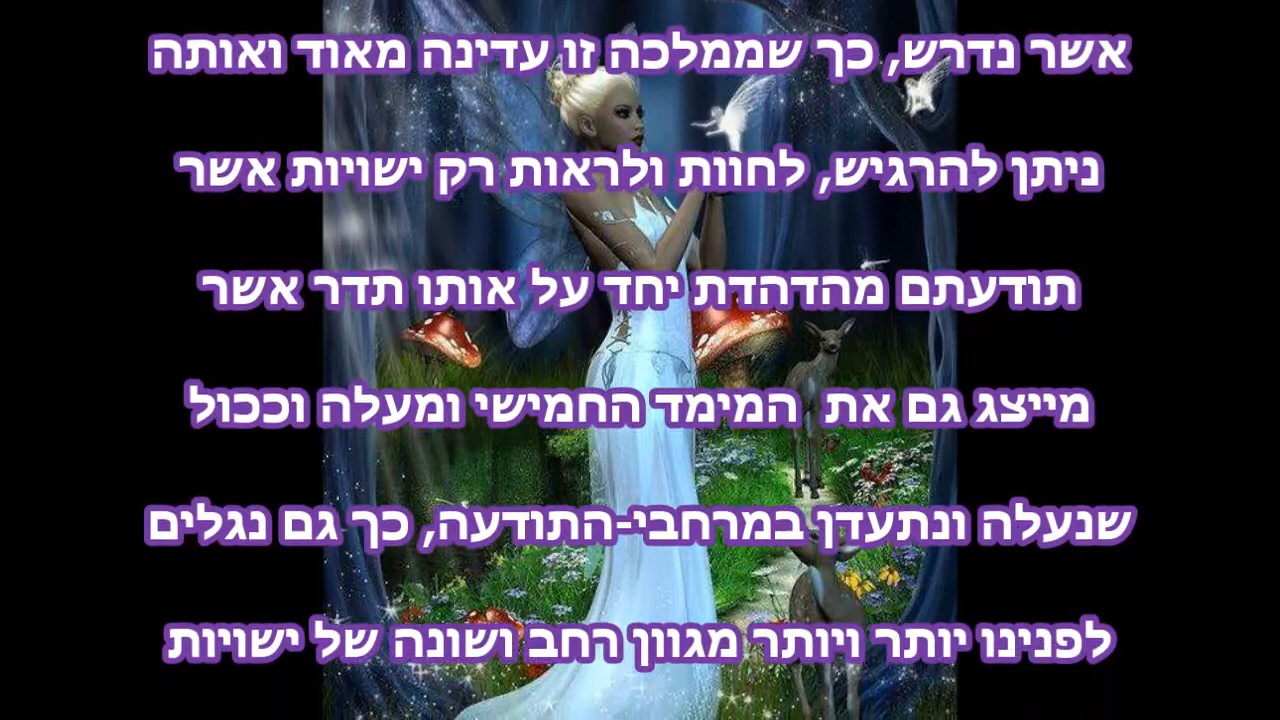 אשר נדרש, כך שממלכה זו עדינה מאוד ואותה
ניתן להרגיש, לחוות ולראות רק ישויות אשר
תודעתם מהדהדת יחד על אותו תדר אשר
מייצג גם את  המימד החמישי ומעלה וככול
שנעלה ונתעדן במרחבי-התודעה, כך גם נגלים
לפנינו יותר ויותר מגוון רחב ושונה של ישויות